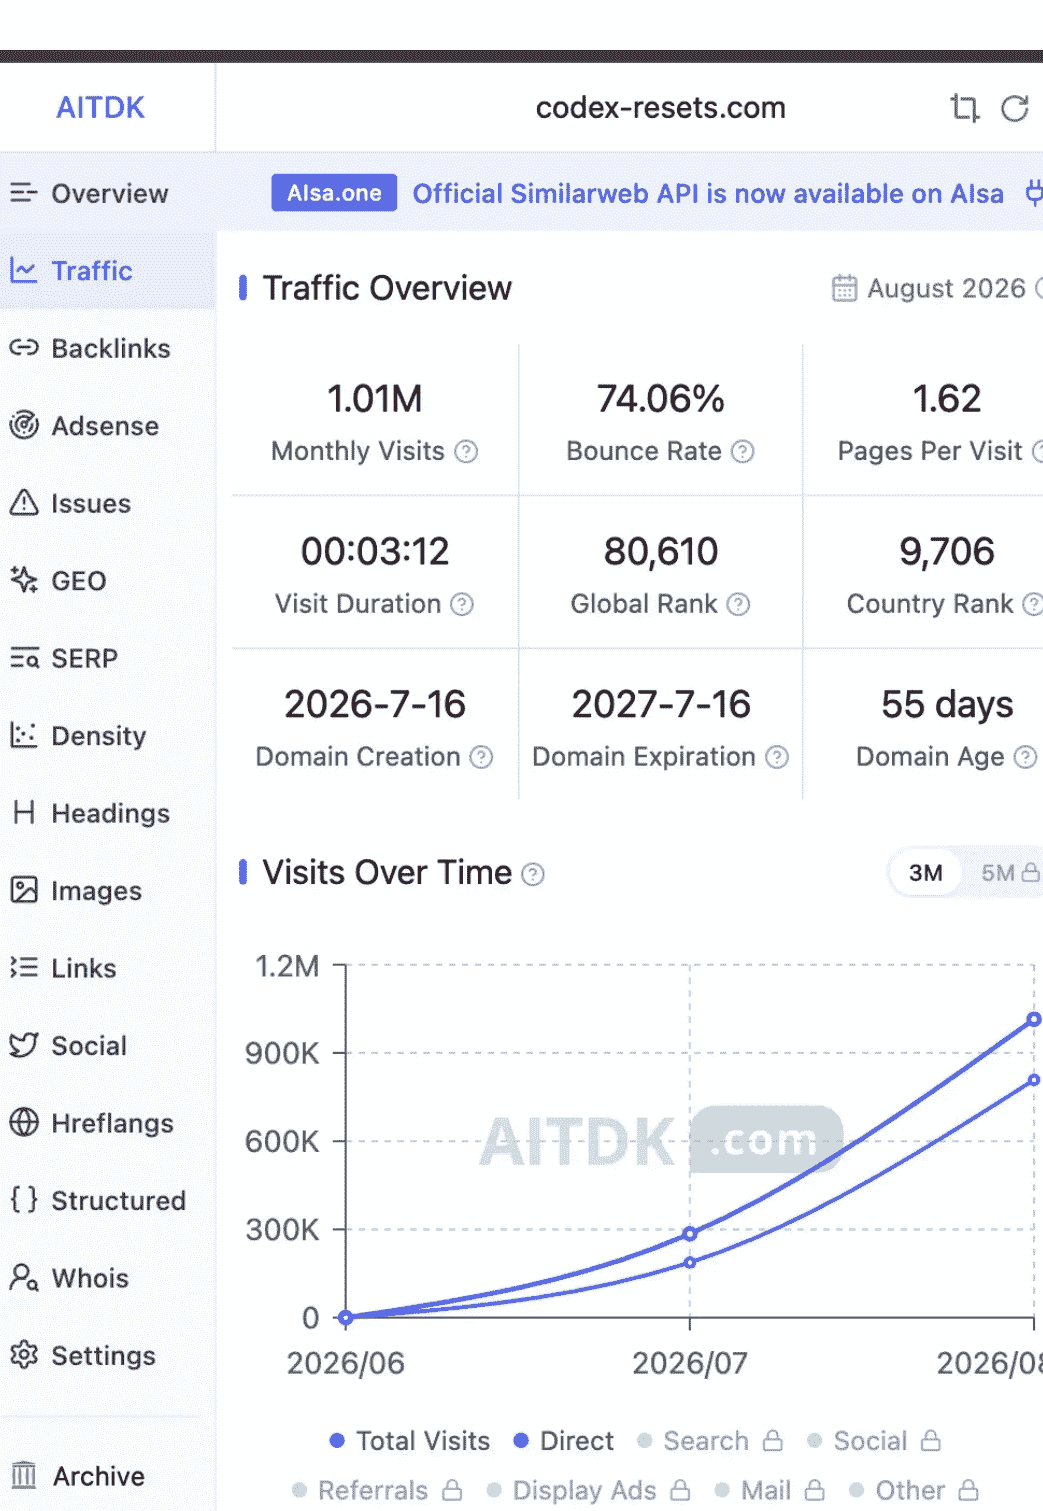 AITDK
codex-resets.com
Overview
AIsa.one Official Similarweb API is now available on AIsa
Traffic
Traffic Overview
August 2026
Backlinks
1.01M
74.06%
1.62
Monthly Visits
Bounce Rate
Pages Per Visit
Adsense
Issues
00:03:12
80,610
9,706
Visit Duration
Global Rank
Country Rank
GEO
SERP
2026-7-16
2027-7-16
55 days
Domain Creation
Domain Expiration
Domain Age
Density
Headings
Visits Over Time
3M
5M
Images
Links
1.2M
900K
600K
300K
0
AITDK.com
2026/06
2026/07
2026/08
Social
Hreflangs
Structured
Whois
Settings
Total Visits
Direct
Search
Social
Archive
Referrals
Display Ads
Mail
Other